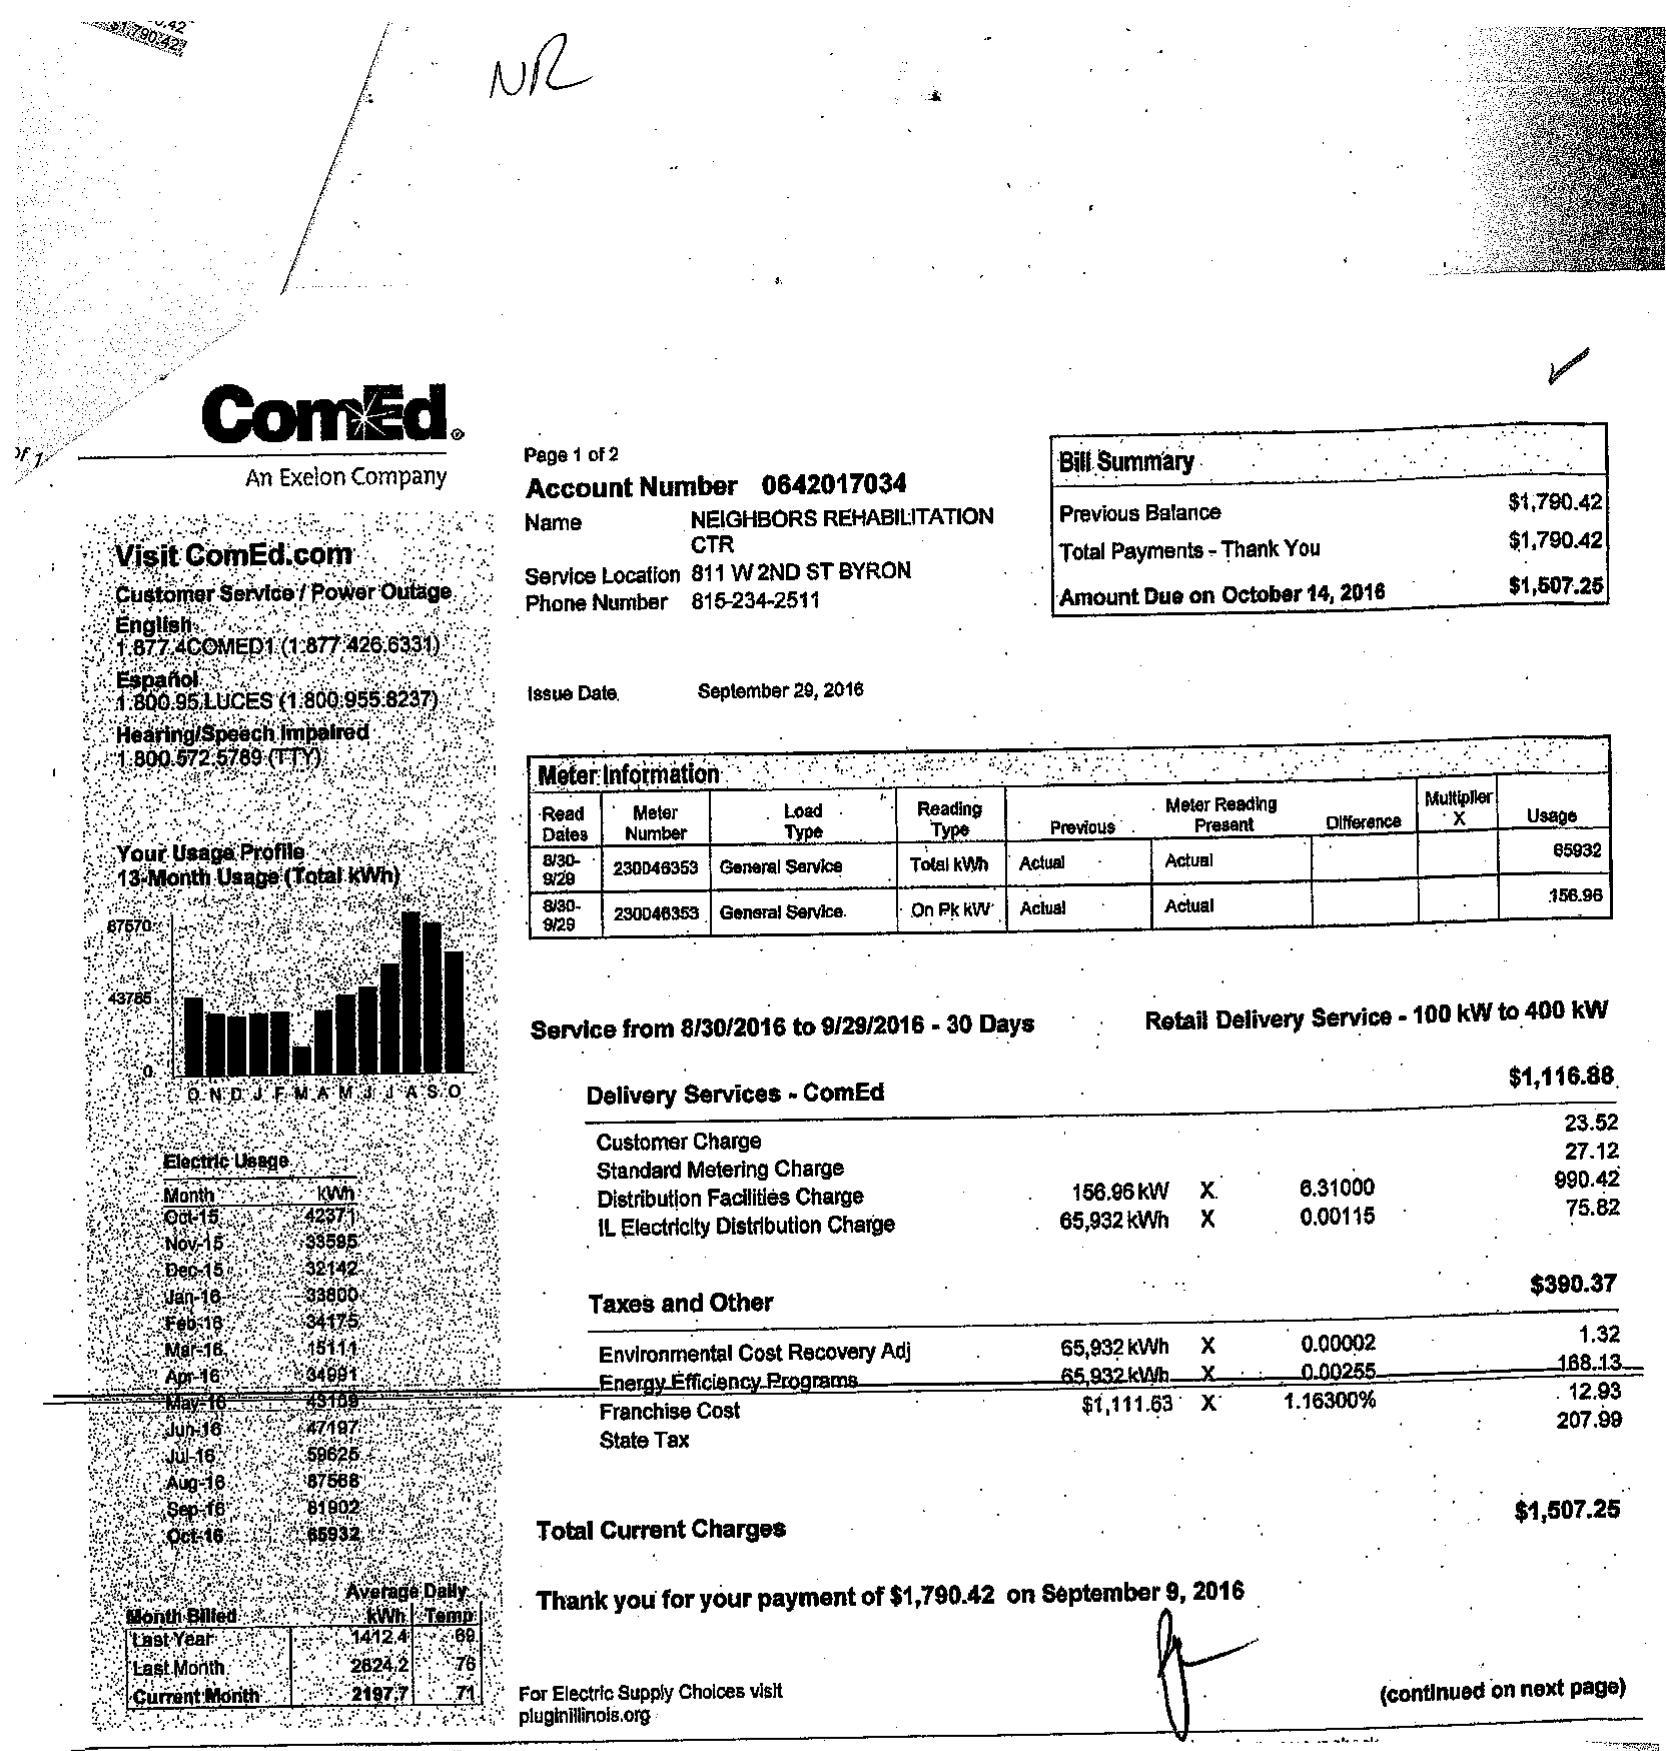 $1,790.42
NR
ComEd®
An Exelon Company
Visit ComEd.com
Customer Service / Power Outage
English
1.877.4COMED1 (1.877.426.6331)
Español
1.800.95.LUCES (1.800.955.8237)
Hearing/Speech Impaired
1.800.572.5789 (TTY)
Your Usage Profile
13-Month Usage (Total kWh)
87570
43785
0
O N D J F M A M J J A S O
Electric Usage
Month kWh
Oct-15 42371
Nov-15 33595
Dec-15 32142
Jan-16 33800
Feb-16 34175
Mar-16 15111
Apr-16 34991
May-16 43169
Jun-16 47197
Jul-16 59625
Aug-16 87568
Sep-16 81902
Oct-16 65932
Average Daily
Month Billed kWh Temp
Last Year 1412.4 69
Last Month 2624.2 76
Current Month 2197.7 71
Page 1 of 2
Account Number 0642017034
Name NEIGHBORS REHABILITATION
CTR
Service Location 811 W 2ND ST BYRON
Phone Number 815-234-2511
Issue Date September 29, 2016
Bill Summary
Previous Balance $1,790.42
Total Payments - Thank You $1,790.42
Amount Due on October 14, 2016 $1,507.25
Meter Information
Read Dates Meter Number Load Type Reading Type Previous Meter Reading Present Difference Multiplier X Usage
8/30-9/29 230046353 General Service Total kWh Actual Actual 65932
8/30-9/29 230046353 General Service On Pk kW Actual Actual 156.96
Service from 8/30/2016 to 9/29/2016 - 30 Days Retail Delivery Service - 100 kW to 400 kW
Delivery Services - ComEd $1,116.88
Customer Charge 23.52
Standard Metering Charge 27.12
Distribution Facilities Charge 156.96 kW X 6.31000 990.42
IL Electricity Distribution Charge 65,932 kWh X 0.00115 75.82
Taxes and Other $390.37
Environmental Cost Recovery Adj 65,932 kWh X 0.00002 1.32
Energy Efficiency Programs 65,932 kWh X 0.00255 168.13
Franchise Cost $1,111.63 X 1.16300% 12.93
State Tax 207.99
Total Current Charges $1,507.25
Thank you for your payment of $1,790.42 on September 9, 2016
For Electric Supply Choices visit
pluginillinois.org
(continued on next page)